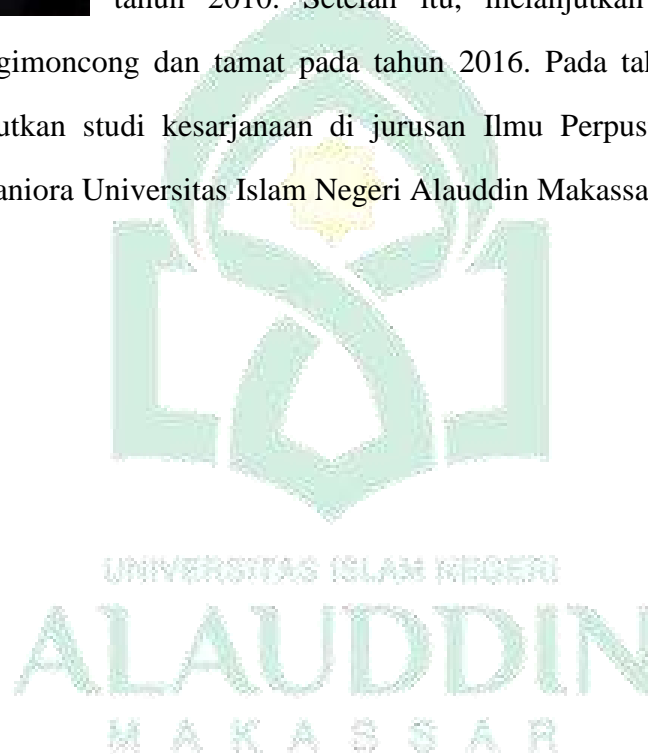 tahun 2010. Setelah itu, melanjutkan
gimoncong dan tamat pada tahun 2016. Pada
utkan studi kesarjanaan di jurusan Ilmu Perpus
aniora Universitas Islam Negeri Alauddin Makassa
UNIVERSITAS ISLAM NEGERI
ALAUDDIN
MAKASSAR